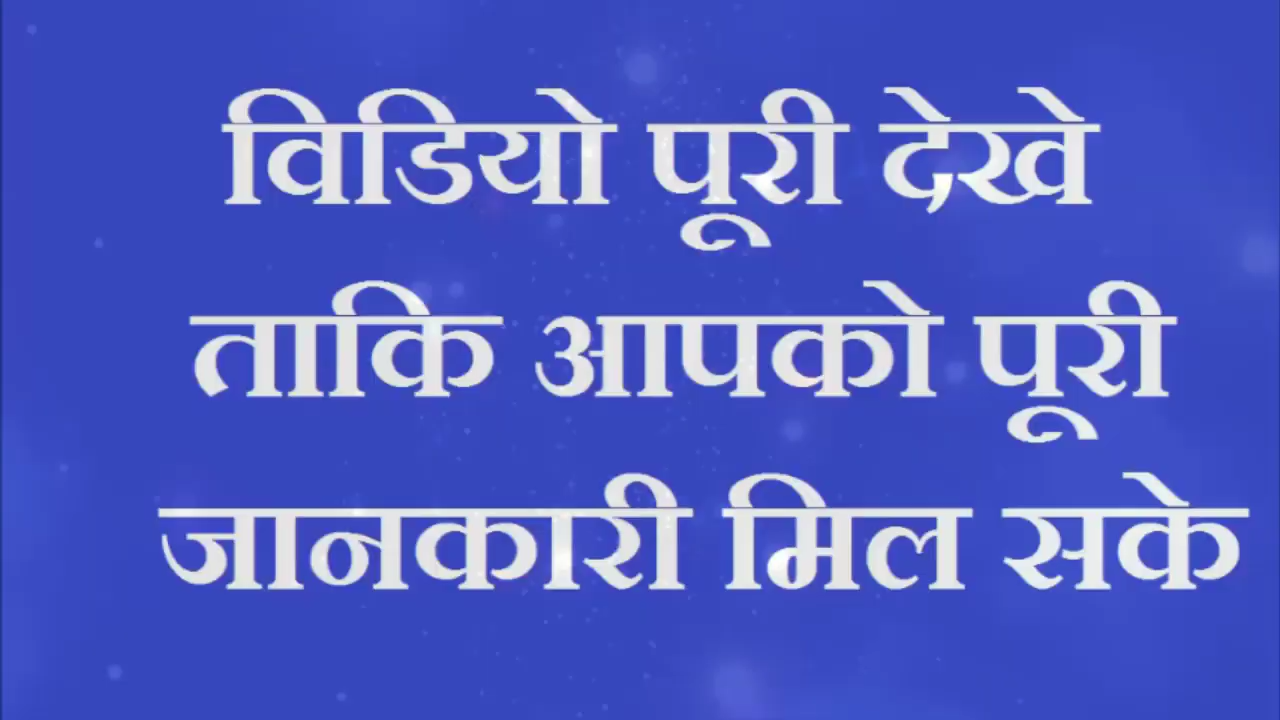 विडियो पूरी देखे
ताकि आपको पूरी
जानकारी मिल सके